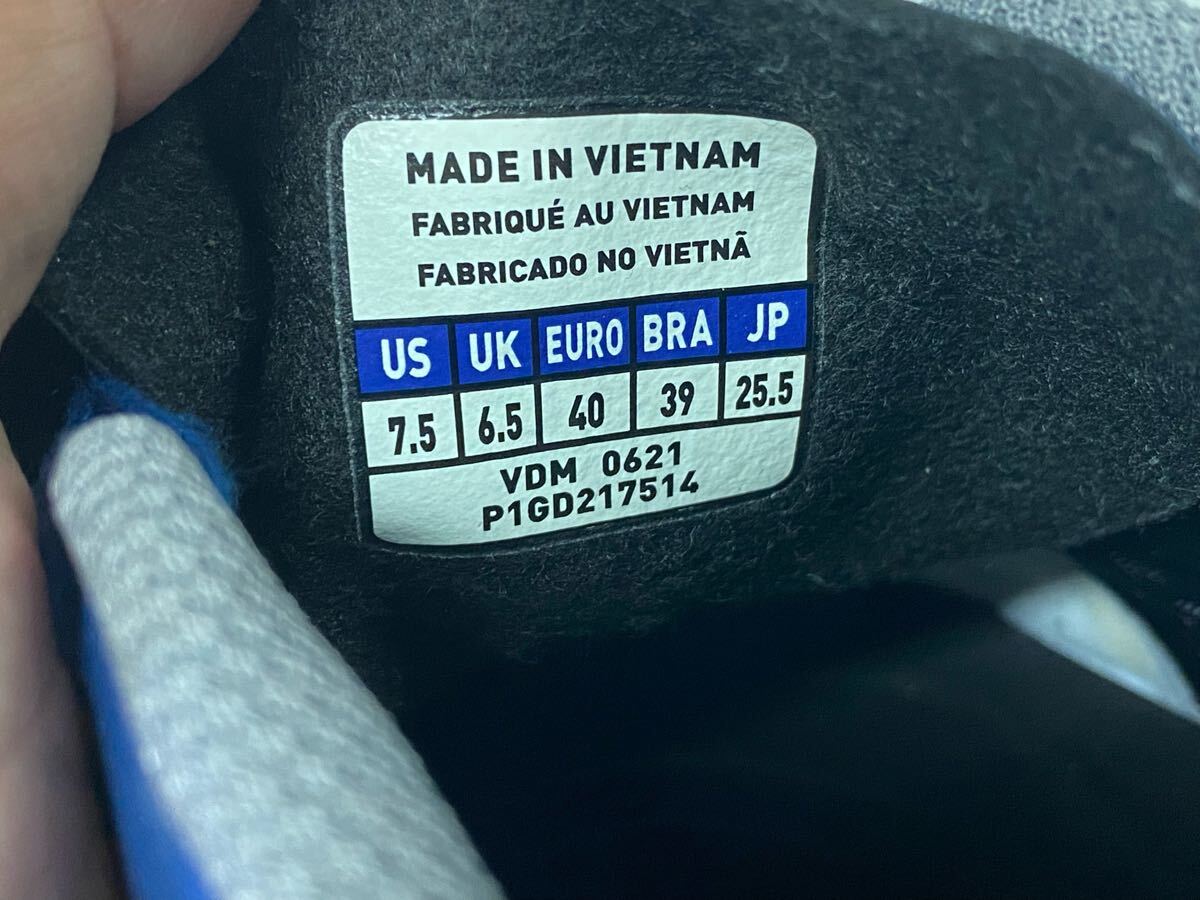 MADE IN VIETNAM
FABRIQUÉ AU VIETNAM
FABRICADO NO VIETNÃ
US UK EURO BRA JP
7.5 6.5 40 39 25.5
VDM 0621
P1GD217514